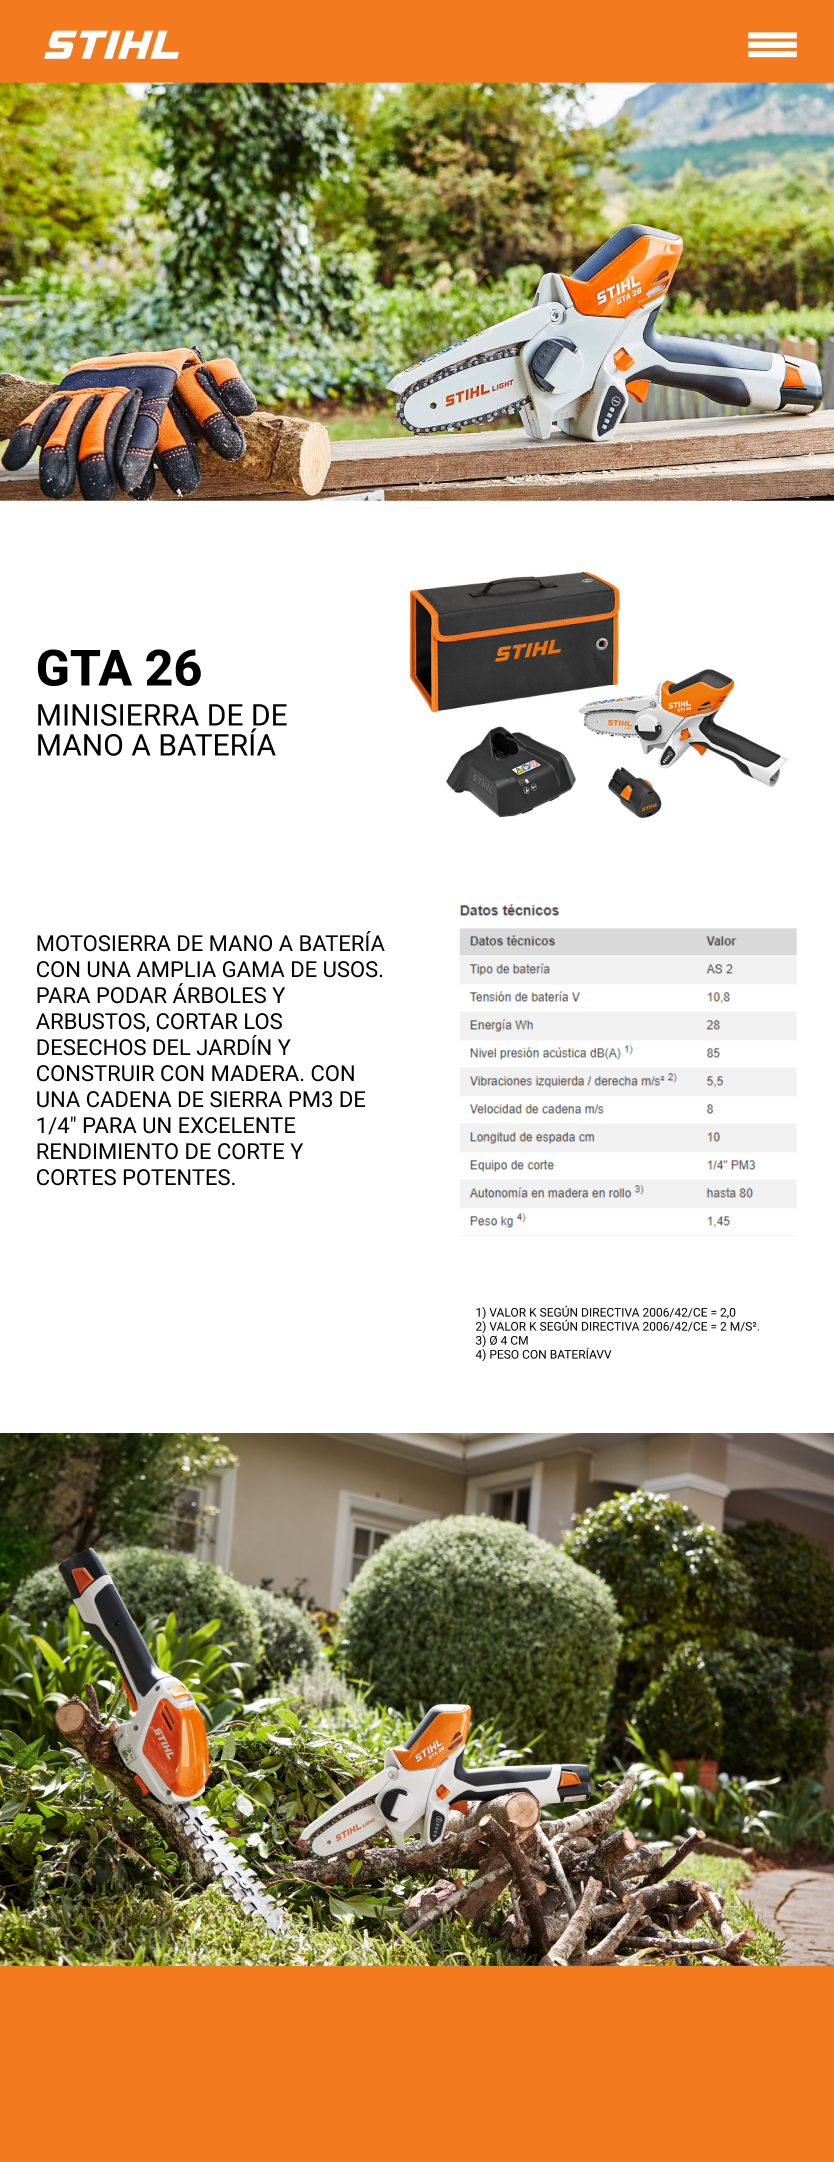 STIHL
STIHL
GTA 26
STIHL LIGHT
STIHL
STIHL
GTA 26
STIHL
STIHL
STIHL
GTA 26
MINISIERRA DE DE
MANO A BATERÍA
MOTOSIERRA DE MANO A BATERÍA
CON UNA AMPLIA GAMA DE USOS.
PARA PODAR ÁRBOLES Y
ARBUSTOS, CORTAR LOS
DESECHOS DEL JARDÍN Y
CONSTRUIR CON MADERA. CON
UNA CADENA DE SIERRA PM3 DE
1/4" PARA UN EXCELENTE
RENDIMIENTO DE CORTE Y
CORTES POTENTES.
Datos técnicos
Datos técnicos Valor
Tipo de batería AS 2
Tensión de batería V 10,8
Energía Wh 28
Nivel presión acústica dB(A) 1) 85
Vibraciones izquierda / derecha m/s² 2) 5,5
Velocidad de cadena m/s 8
Longitud de espada cm 10
Equipo de corte 1/4" PM3
Autonomía en madera en rollo 3) hasta 80
Peso kg 4) 1,45
1) VALOR K SEGÚN DIRECTIVA 2006/42/CE = 2,0
2) VALOR K SEGÚN DIRECTIVA 2006/42/CE = 2 M/S².
3) Ø 4 CM
4) PESO CON BATERÍAVV
STIHL
STIHL
GTA 26
STIHL LIGHT